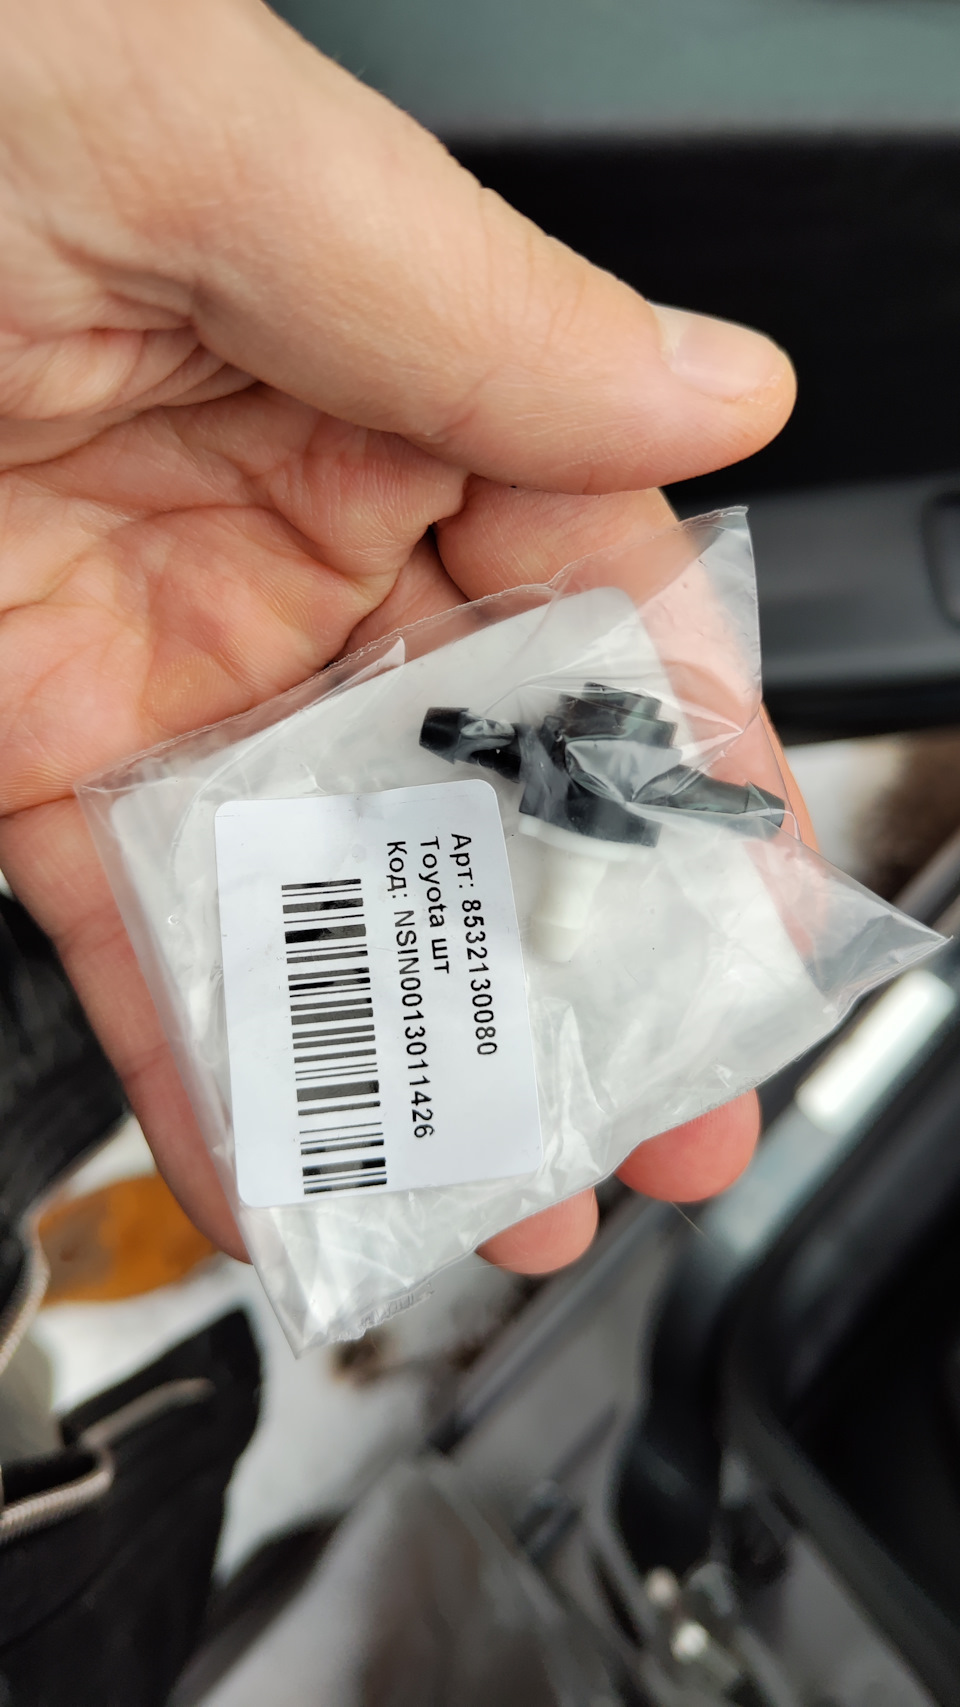 Арт: 8532130080
Toyota шт
Код: NSIN0013011426